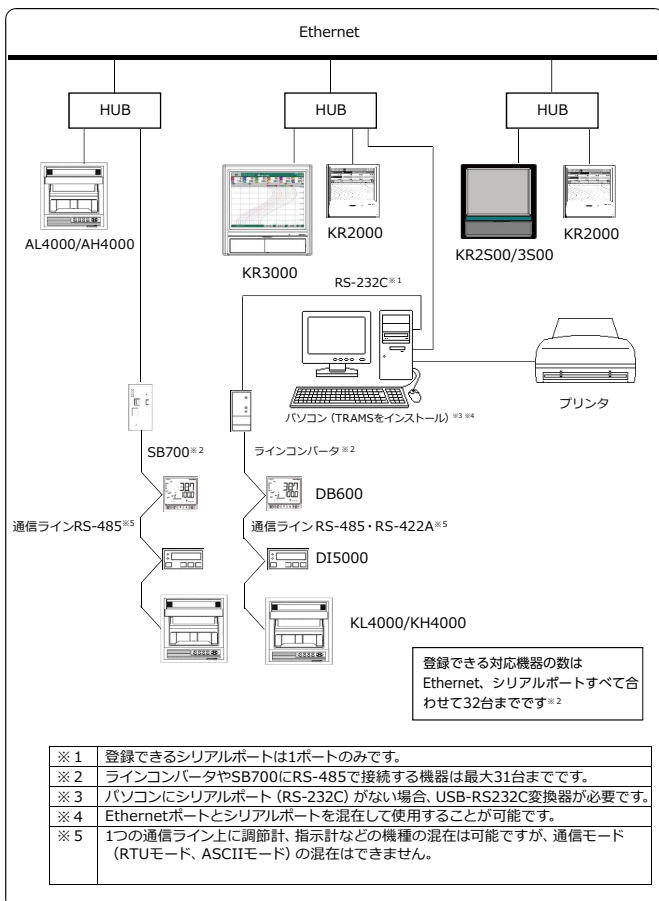 Ethernet
HUB
HUB
HUB
AL4000/AH4000
KR3000
KR2000
KR2S00/3S00
KR2000
RS-232C※1
パソコン（TRAMSをインストール）※3 ※4
プリンタ
SB700※2
ラインコンバータ※2
DB600
通信ラインRS-485※5
通信ラインRS-485・RS-422A※5
DI5000
KL4000/KH4000
登録できる対応機器の数は
Ethernet、シリアルポートすべて合
わせて32台までです※2
※1 登録できるシリアルポートは1ポートのみです。
※2 ラインコンバータやSB700にRS-485で接続する機器は最大31台までです。
※3 パソコンにシリアルポート（RS-232C）がない場合、USB-RS232C変換器が必要です。
※4 Ethernetポートとシリアルポートを混在して使用することが可能です。
※5 1つの通信ライン上に調節計、指示計などの機種の混在は可能ですが、通信モード
（RTUモード、ASCIIモード）の混在はできません。